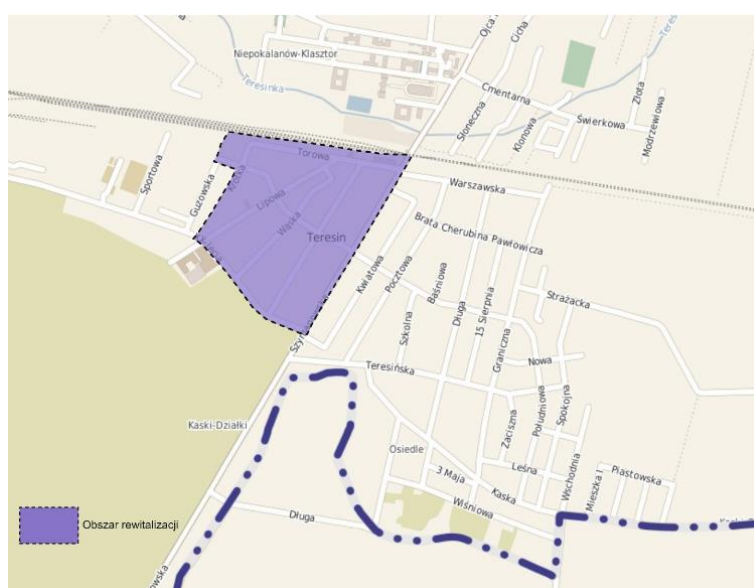 Ojca
Cicha
Niepokalanów-Klasztor
Teresinka
Cmentarna
Złota
Słoneczna
Klonowa
Świerkowa
Modrzewiowa
Torowa
Sportowa
Guzowska
Krótka
Lipowa
Wąska
Teresin
Warszawska
Brata Cherubina Pawłowicza
Kwiatowa
Pocztowa
Baśniowa
Szkolna
Długa
15 Sierpnia
Graniczna
Strażacka
Nowa
Teresińska
Zaciszna
Południowa
Spokojna
Kaski-Działki
Osiedle
3 Maja
Kaska
Leśna
Wschodnia
Mieszka I
Piastowska
Wiśniowa
Długa
Obszar rewitalizacji